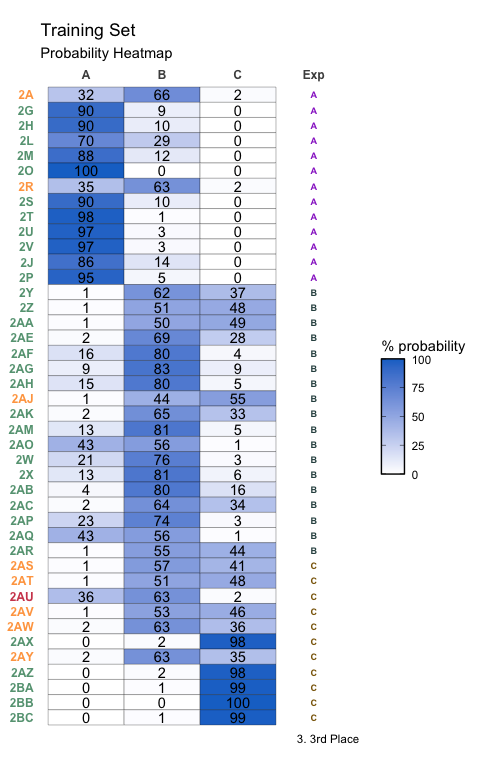 Training Set
Probability Heatmap
A B C Exp
2A 32 66 2 A
2G 90 9 0 A
2H 90 10 0 A
2L 70 29 0 A
2M 88 12 0 A
2O 100 0 0 A
2R 35 63 2 A
2S 90 10 0 A
2T 98 1 0 A
2U 97 3 0 A
2V 97 3 0 A
2J 86 14 0 A
2P 95 5 0 A
2Y 1 62 37 B
2Z 1 51 48 B
2AA 1 50 49 B
2AE 2 69 28 B
2AF 16 80 4 B
2AG 9 83 9 B
2AH 15 80 5 B
2AJ 1 44 55 B
2AK 2 65 33 B
2AM 13 81 5 B
2AO 43 56 1 B
2W 21 76 3 B
2X 13 81 6 B
2AB 4 80 16 B
2AC 2 64 34 B
2AP 23 74 3 B
2AQ 43 56 1 B
2AR 1 55 44 B
2AS 1 57 41 C
2AT 1 51 48 C
2AU 36 63 2 C
2AV 1 53 46 C
2AW 2 63 36 C
2AX 0 2 98 C
2AY 2 63 35 C
2AZ 0 2 98 C
2BA 0 1 99 C
2BB 0 0 100 C
2BC 0 1 99 C
% probability
100
75
50
25
0
3. 3rd Place